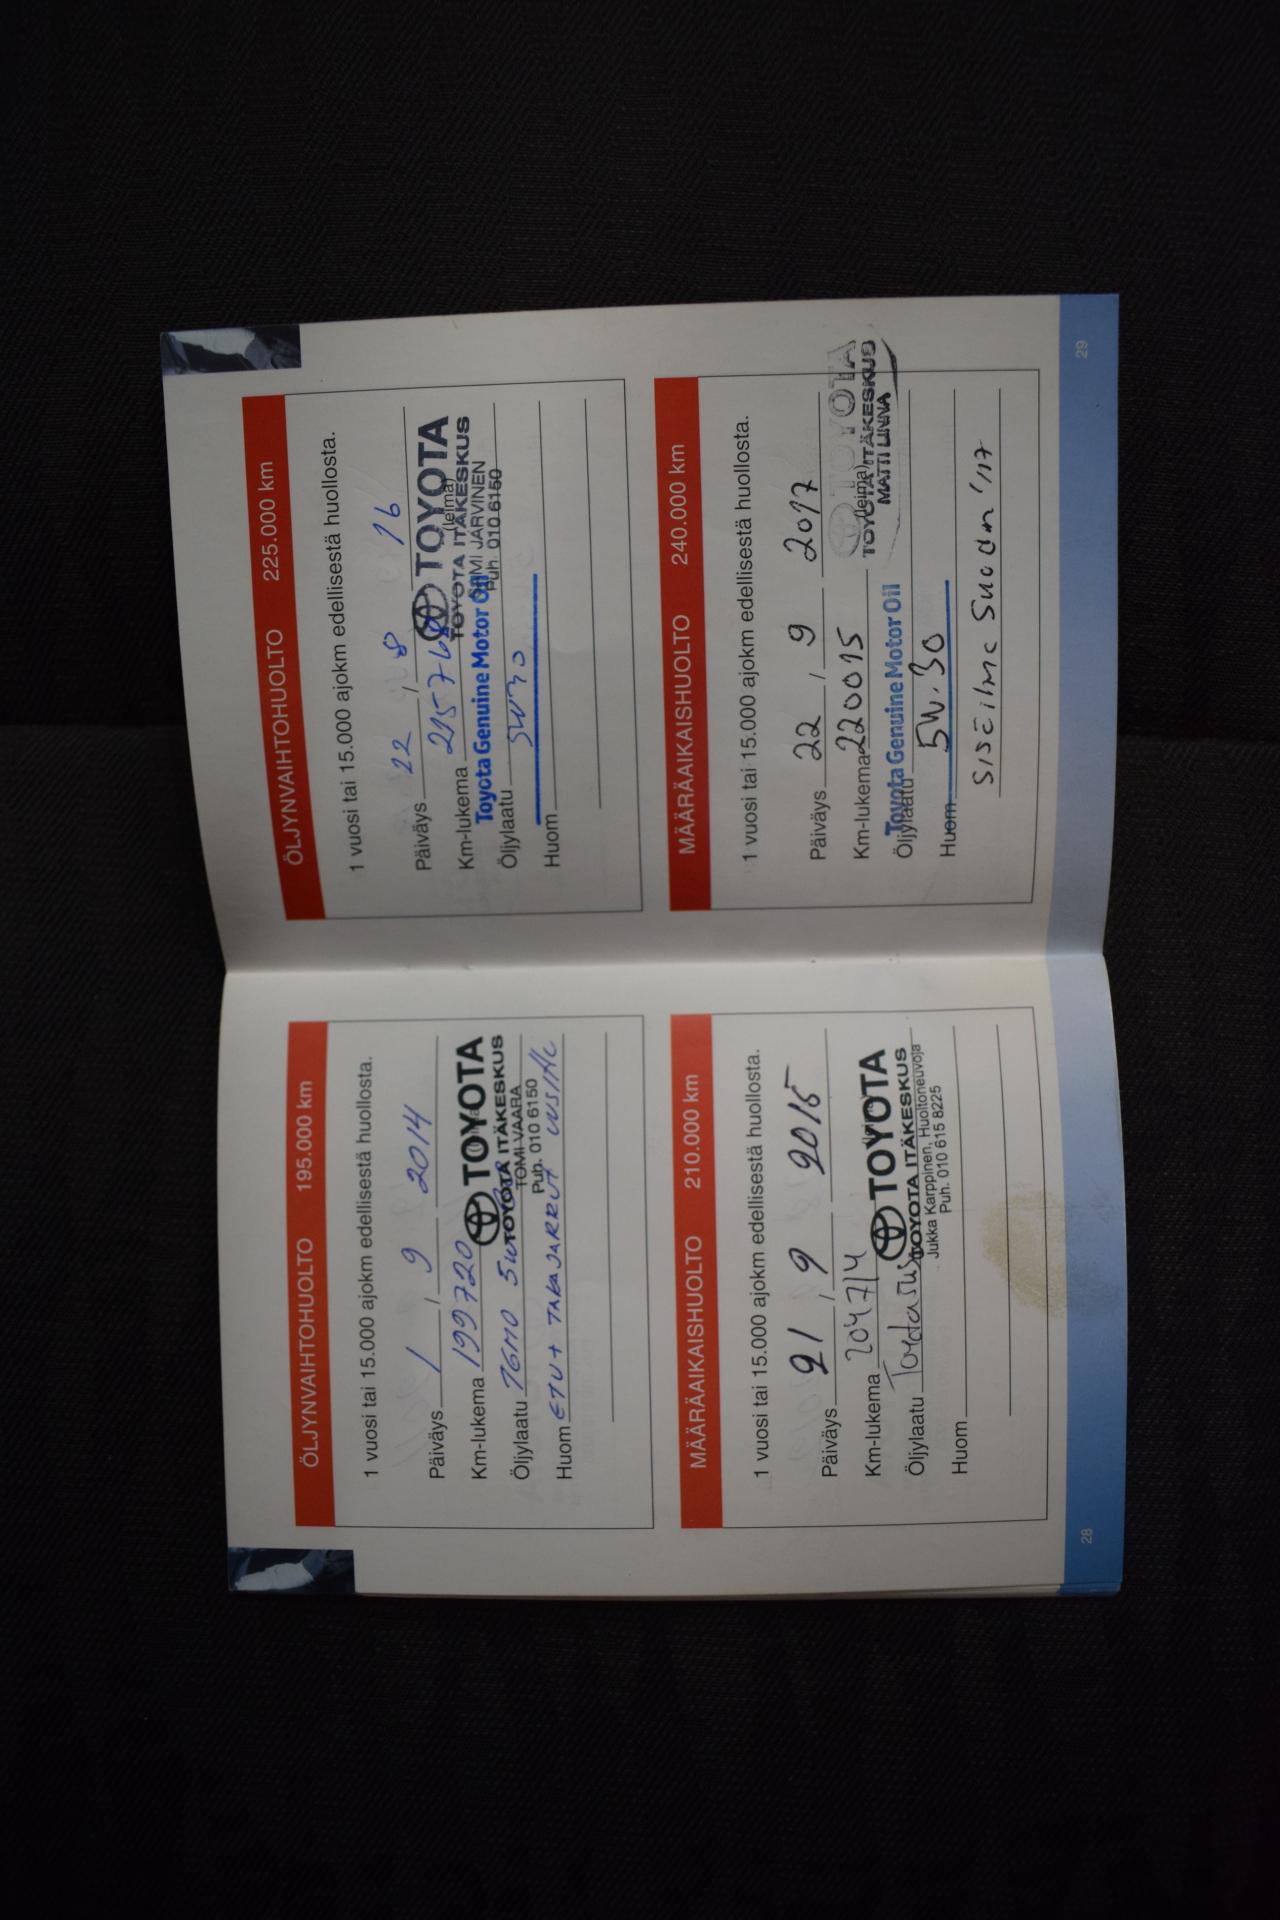 ÖLJYNVAIHTOHUOLTO 195.000 km
1 vuosi tai 15.000 ajokm edellisestä huollosta.
Päiväys 1 / 9 2014
Km-lukema 199720
TOYOTA
TOYOTA ITÄKESKUS
TOMI VAARA
Puh. 010 6150
Öljylaatu TGMO 5w
Huom ETU+ TAKAJARRUT
MÄÄRÄAIKAISHUOLTO 210.000 km
1 vuosi tai 15.000 ajokm edellisestä huollosta.
Päiväys 21 / 9 2015
Km-lukema 204714
TOYOTA
TOYOTA ITÄKESKUS
Jukka Karppinen, Huoltoneuvoja
Puh. 010 615 8225
Öljylaatu
Huom
28
ÖLJYNVAIHTOHUOLTO 225.000 km
1 vuosi tai 15.000 ajokm edellisestä huollosta.
Päiväys 22 / 8 16
Km-lukema
(leima)
TOYOTA
TOYOTA ITÄKESKUS
JÄRVINEN
Puh. 010 6150
Toyota Genuine Motor Oil
Öljylaatu 5W30
Huom
MÄÄRÄAIKAISHUOLTO 240.000 km
1 vuosi tai 15.000 ajokm edellisestä huollosta.
Päiväys 22 / 9 2017
Km-lukema 220015
(leima)
TOYOTA
TOYOTA ITÄKESKUS
MATTI LINNA
Toyota Genuine Motor Oil
Öljylaatu
5W.30
Huom
SISÄILMA Suodan '/17
29